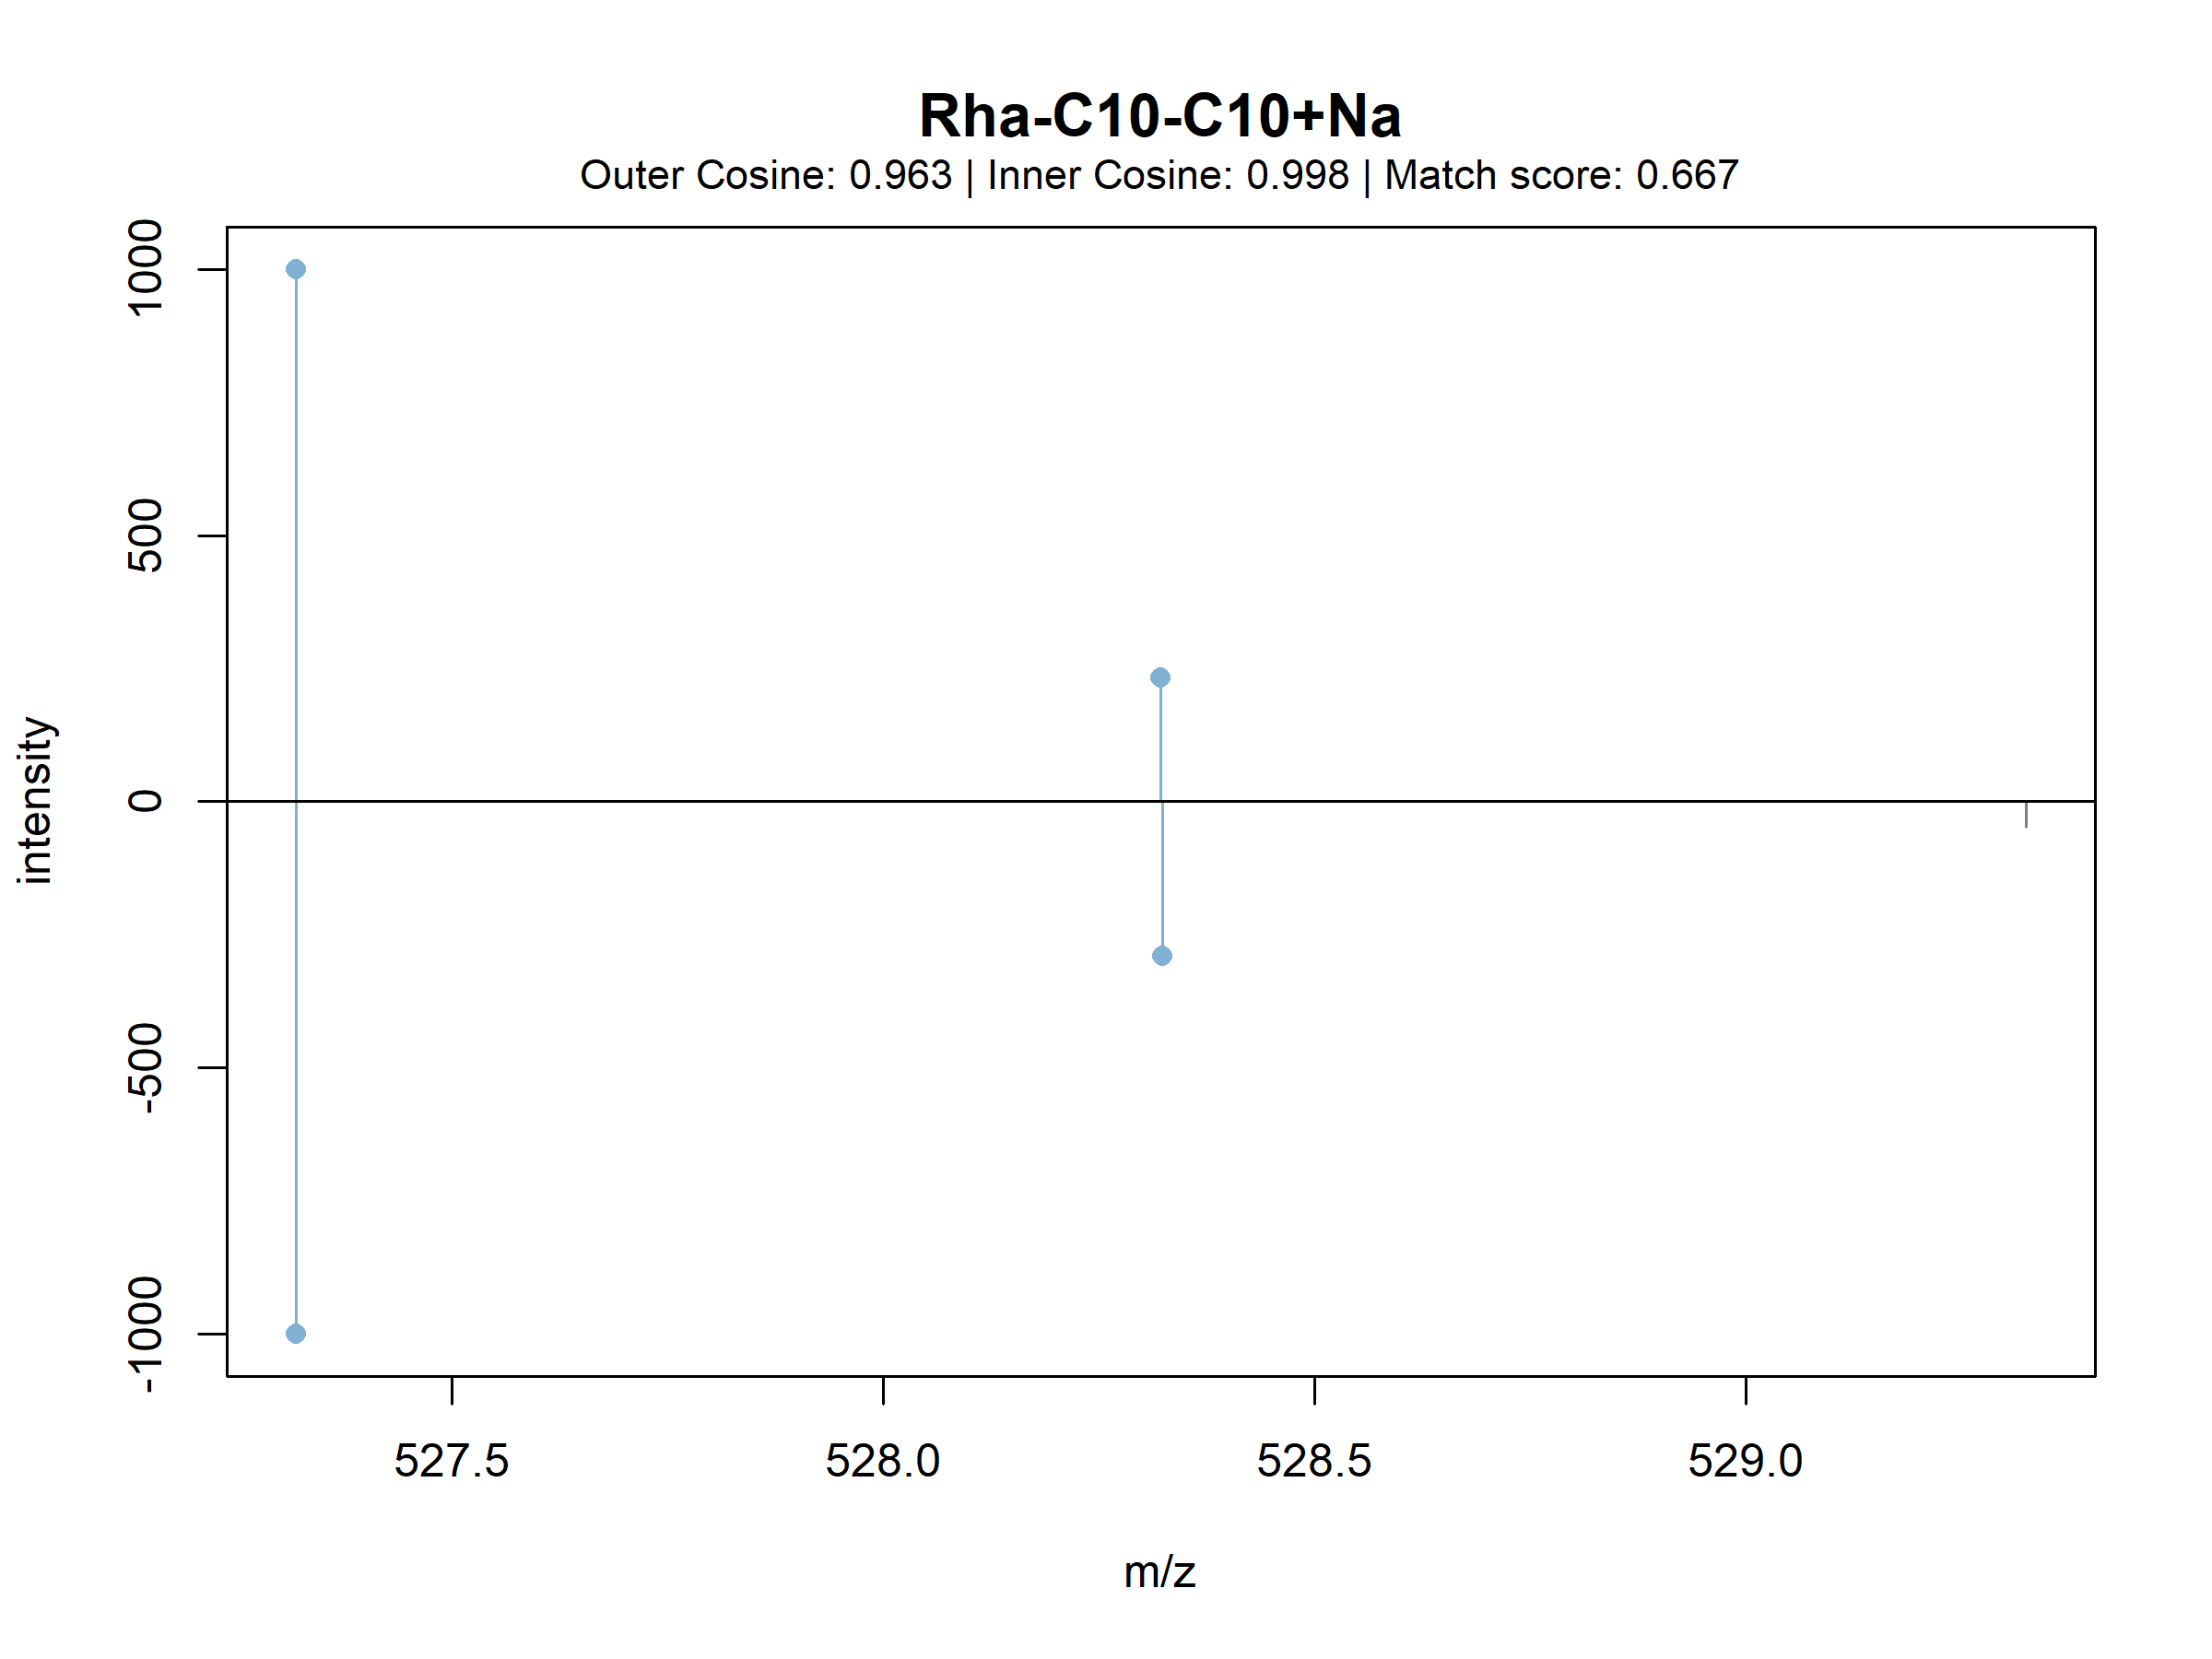 Rha-C10-C10+Na
Outer Cosine: 0.963 | Inner Cosine: 0.998 | Match score: 0.667
1000
500
0
-500
-1000
intensity
527.5 528.0 528.5 529.0
m/z